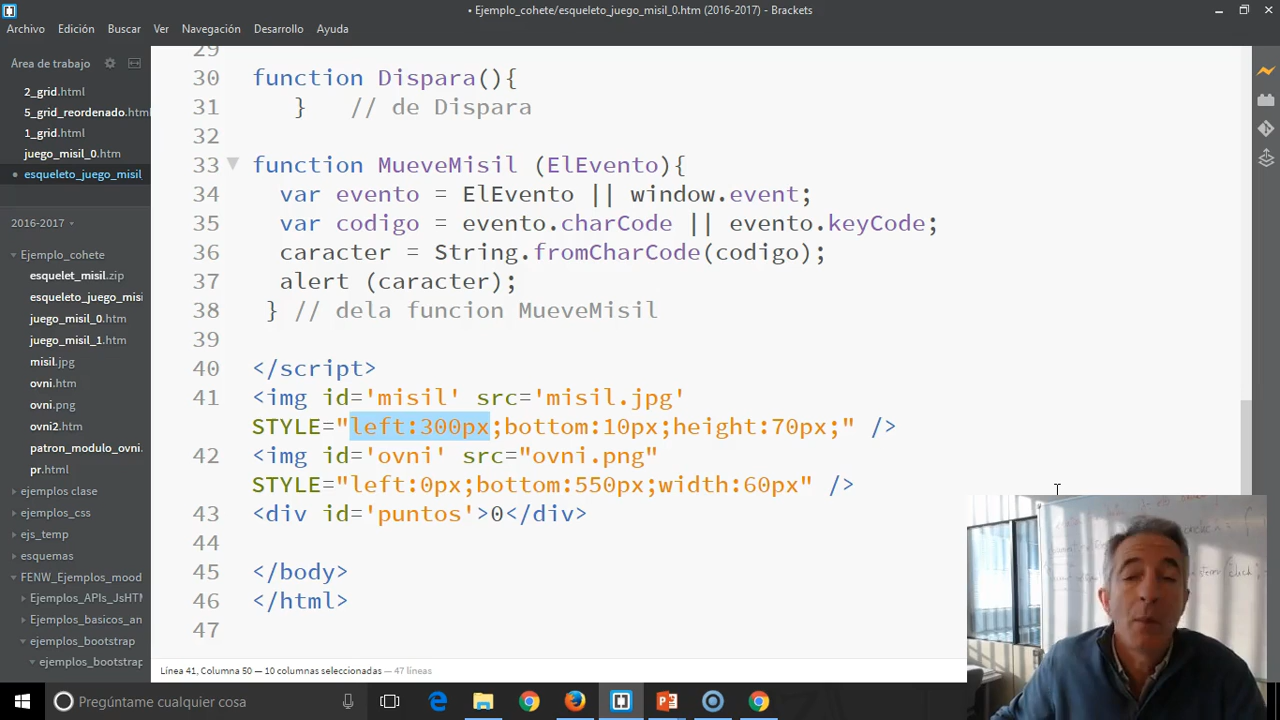 • Ejemplo_cohete/esqueleto_juego_misil_0.htm (2016-2017) - Brackets
Archivo Edición Buscar Ver Navegación Desarrollo Ayuda
Área de trabajo
2_grid.html
5_grid_reordenado.html
1_grid.html
juego_misil_0.htm
esqueleto_juego_misil
2016-2017
Ejemplo_cohete
esquelet_misil.zip
esqueleto_juego_misi
juego_misil_0.htm
juego_misil_1.htm
misil.jpg
ovni.htm
ovni.png
ovni2.htm
patron_modulo_ovni.
pr.html
ejemplos clase
ejemplos_css
ejs_temp
esquemas
FENW_Ejemplos_mood
Ejemplos_APIs_JsHTM
Ejemplos_basicos_an
ejemplos_bootstrap
ejemplos_bootstrap
29
30 function Dispara(){
31 } // de Dispara
32
33 function MueveMisil (ElEvento){
34 var evento = ElEvento || window.event;
35 var codigo = evento.charCode || evento.keyCode;
36 caracter = String.fromCharCode(codigo);
37 alert (caracter);
38 } // dela funcion MueveMisil
39
40 </script>
41 <img id='misil' src='misil.jpg'
STYLE="left:300px;bottom:10px;height:70px;" />
42 <img id='ovni' src="ovni.png"
STYLE="left:0px;bottom:550px;width:60px" />
43 <div id='puntos'>0</div>
44
45 </body>
46 </html>
47
Línea 41, Columna 50 — 10 columnas seleccionadas — 47 líneas
Pregúntame cualquier cosa